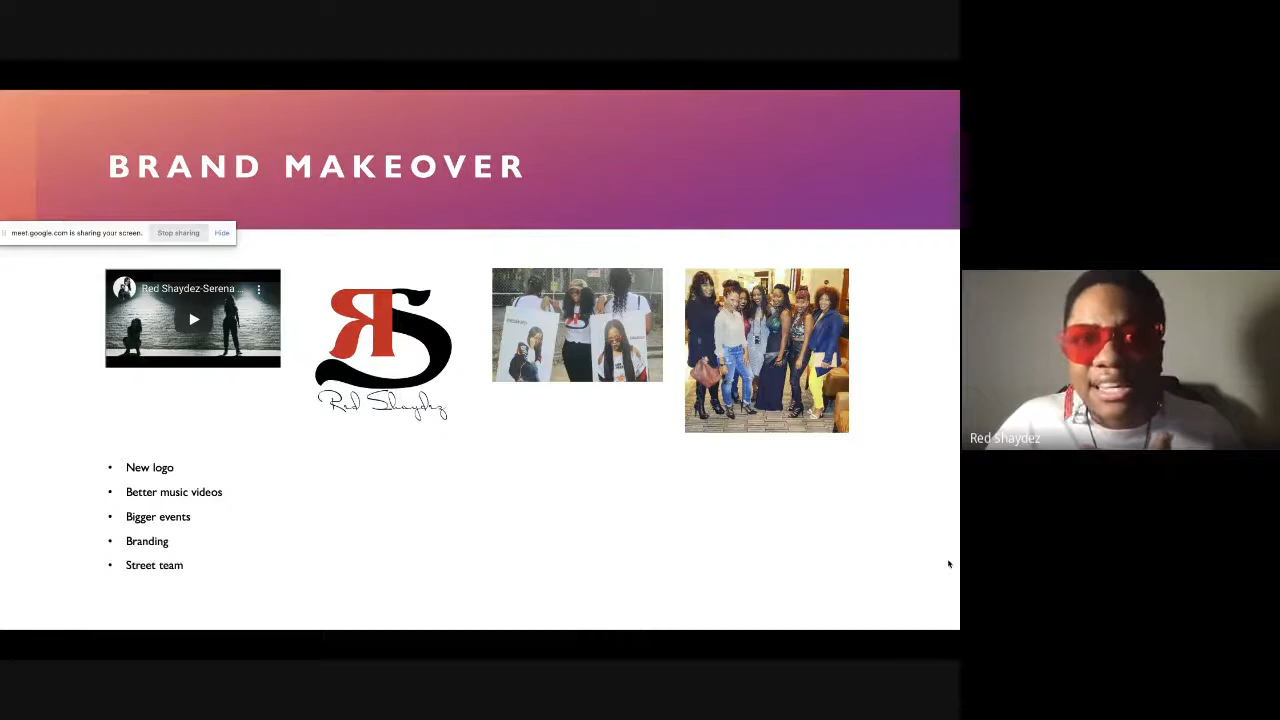 BRAND MAKEOVER
meet.google.com is sharing your screen. Stop sharing Hide
Red Shaydez-Serena ...
RS
Red Shaydez
• New logo
• Better music videos
• Bigger events
• Branding
• Street team
Red Shaydez